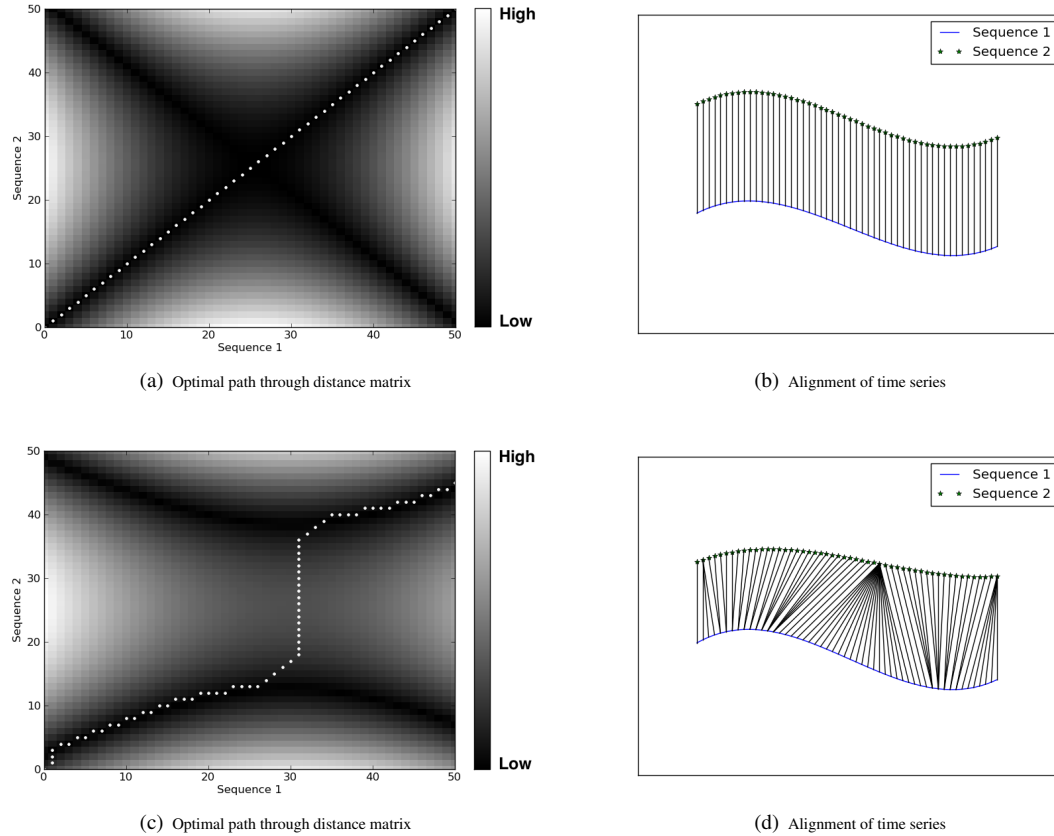 High
Low
50
40
30
20
10
0
Sequence 2
0 10 20 30 40 50
Sequence 1
(a) Optimal path through distance matrix
Sequence 1
Sequence 2
(b) Alignment of time series
High
Low
50
40
30
20
10
0
Sequence 2
0 10 20 30 40 50
Sequence 1
(c) Optimal path through distance matrix
Sequence 1
Sequence 2
(d) Alignment of time series